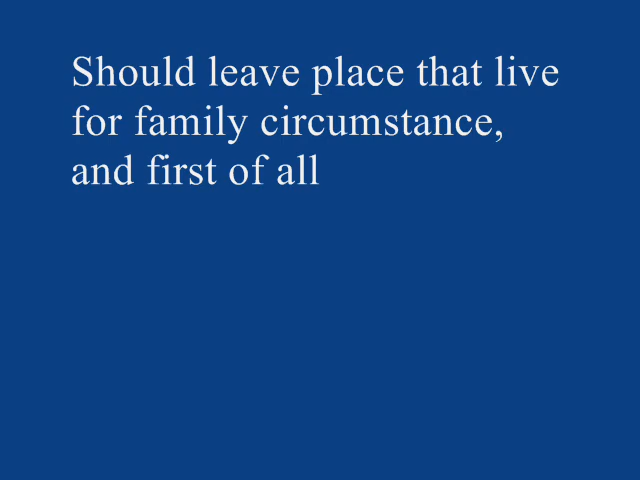 Should leave place that live
for family circumstance,
and first of all